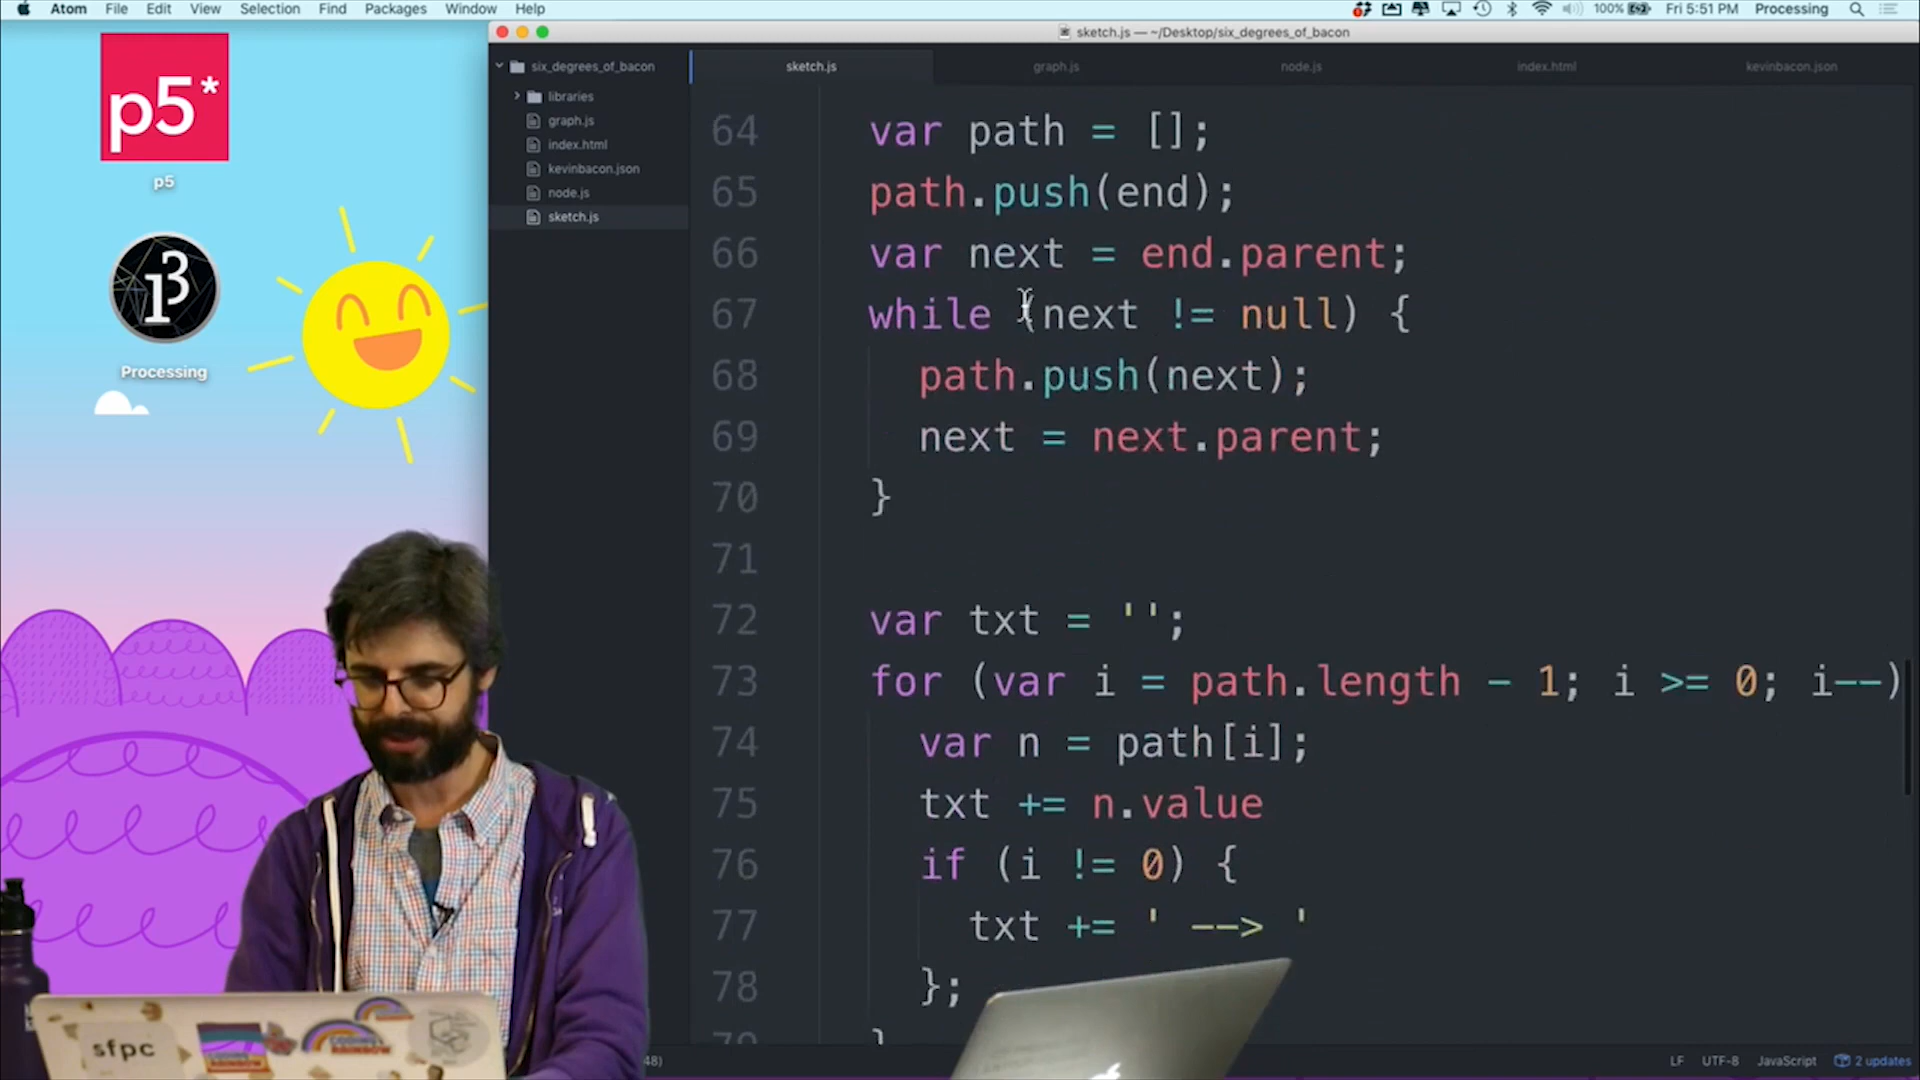 Atom File Edit View Selection Find Packages Window Help 100% Fri 5:51 PM Processing
sketch.js — ~/Desktop/six_degrees_of_bacon
p5*
p5
Processing
six_degrees_of_bacon
libraries
graph.js
index.html
kevinbacon.json
node.js
sketch.js
sketch.js graph.js node.js index.html kevinbacon.json
64 var path = [];
65 path.push(end);
66 var next = end.parent;
67 while (next != null) {
68 path.push(next);
69 next = next.parent;
70 }
71
72 var txt = '';
73 for (var i = path.length - 1; i >= 0; i--)
74 var n = path[i];
75 txt += n.value
76 if (i != 0) {
77 txt += ' --> '
78 };
79 }
48) LF UTF-8 JavaScript 2 updates
sfpc
CODING
RAINBOW